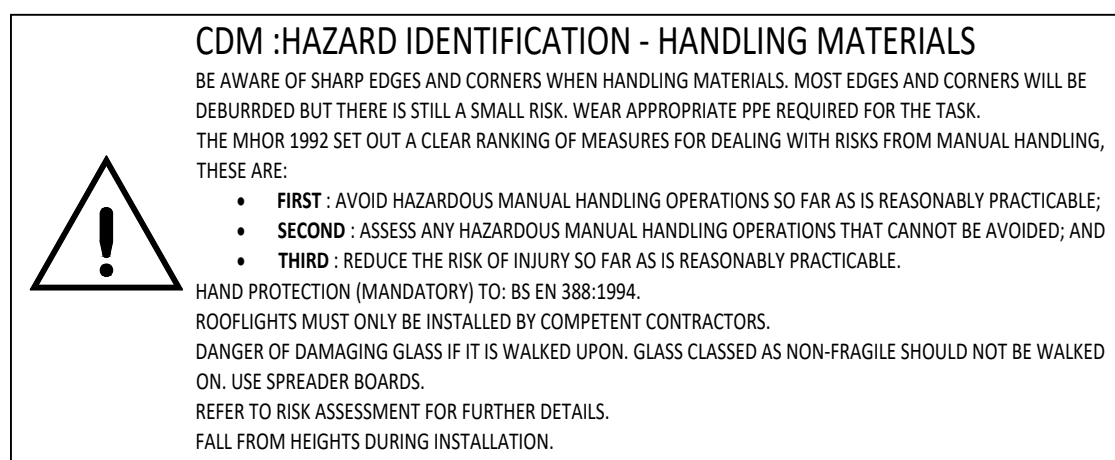 CDM :HAZARD IDENTIFICATION - HANDLING MATERIALS
BE AWARE OF SHARP EDGES AND CORNERS WHEN HANDLING MATERIALS. MOST EDGES AND CORNERS WILL BE
DEBURRDED BUT THERE IS STILL A SMALL RISK. WEAR APPROPRIATE PPE REQUIRED FOR THE TASK.
THE MHOR 1992 SET OUT A CLEAR RANKING OF MEASURES FOR DEALING WITH RISKS FROM MANUAL HANDLING,
THESE ARE:
• FIRST : AVOID HAZARDOUS MANUAL HANDLING OPERATIONS SO FAR AS IS REASONABLY PRACTICABLE;
• SECOND : ASSESS ANY HAZARDOUS MANUAL HANDLING OPERATIONS THAT CANNOT BE AVOIDED; AND
• THIRD : REDUCE THE RISK OF INJURY SO FAR AS IS REASONABLY PRACTICABLE.
HAND PROTECTION (MANDATORY) TO: BS EN 388:1994.
ROOFLIGHTS MUST ONLY BE INSTALLED BY COMPETENT CONTRACTORS.
DANGER OF DAMAGING GLASS IF IT IS WALKED UPON. GLASS CLASSED AS NON-FRAGILE SHOULD NOT BE WALKED
ON. USE SPREADER BOARDS.
REFER TO RISK ASSESSMENT FOR FURTHER DETAILS.
FALL FROM HEIGHTS DURING INSTALLATION.